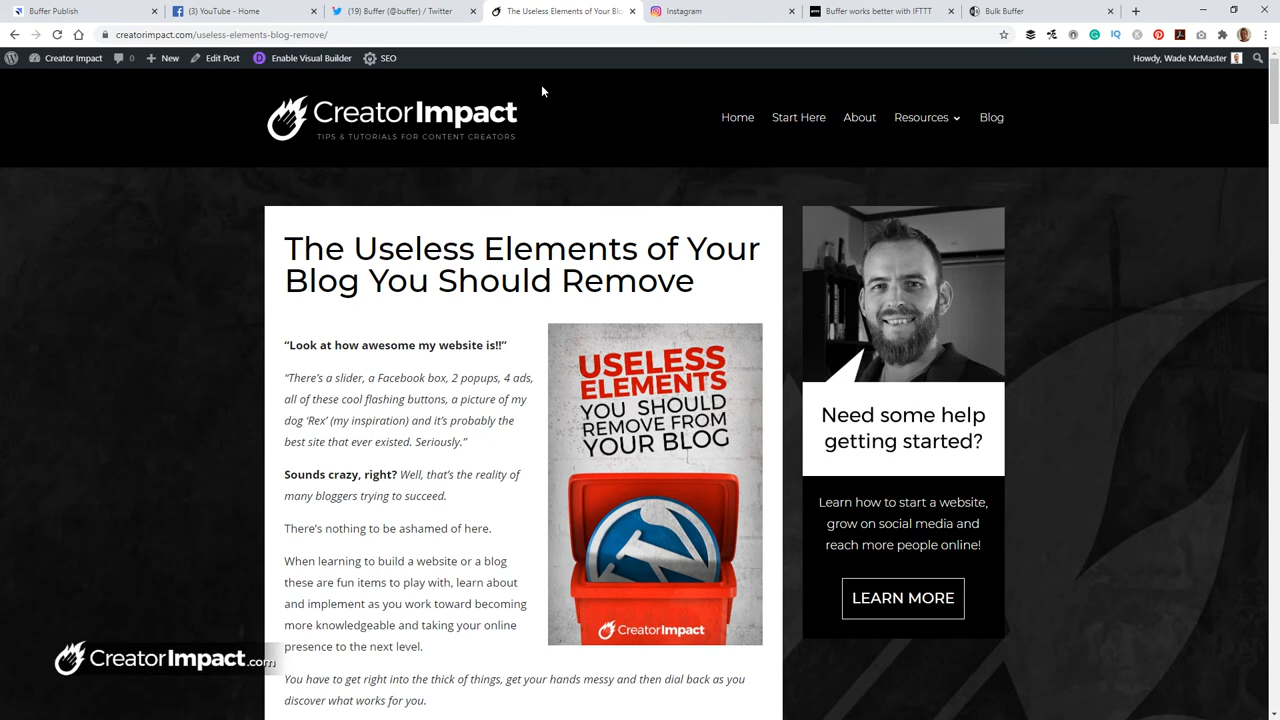 Buffer Publish
(3) YouTube - Home
(19) Buffer (@buffer) / Twitter
The Useless Elements of Your Blo
Instagram
Buffer works better with IFTTT
Bulk Buffer
creatorimpact.com/useless-elements-blog-remove/
Creator Impact
0
New
Edit Post
Enable Visual Builder
SEO
Howdy, Wade McMaster
CreatorImpact
TIPS & TUTORIALS FOR CONTENT CREATORS
Home
Start Here
About
Resources
Blog
The Useless Elements of Your
Blog You Should Remove
“Look at how awesome my website is!!”
“There’s a slider, a Facebook box, 2 popups, 4 ads,
all of these cool flashing buttons, a picture of my
dog ‘Rex’ (my inspiration) and it’s probably the
best site that ever existed. Seriously.”
Sounds crazy, right? Well, that’s the reality of
many bloggers trying to succeed.
There’s nothing to be ashamed of here.
When learning to build a website or a blog
these are fun items to play with, learn about
and implement as you work toward becoming
more knowledgeable and taking your online
presence to the next level.
You have to get right into the thick of things, get your hands messy and then dial back as you
discover what works for you.
USELESS
ELEMENTS
YOU SHOULD
REMOVE FROM
YOUR BLOG
CreatorImpact
Need some help
getting started?
Learn how to start a website,
grow on social media and
reach more people online!
LEARN MORE
CreatorImpact.com